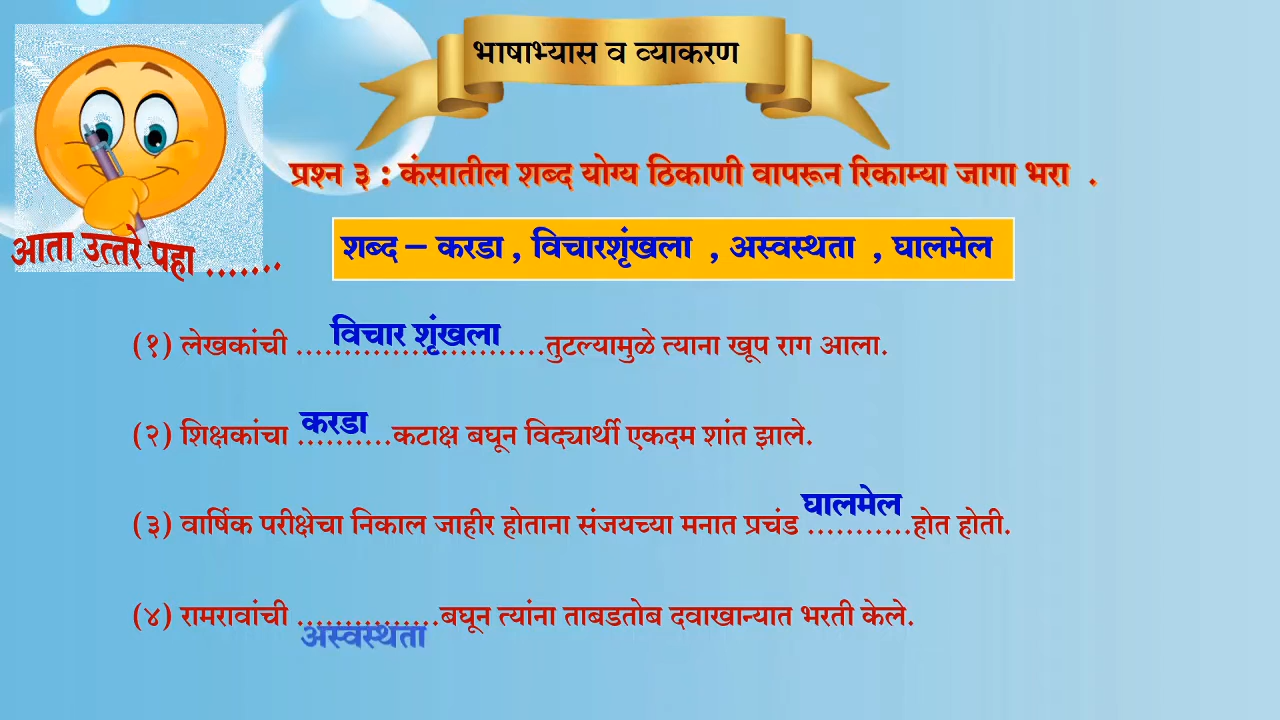 भाषाभ्यास व व्याकरण
प्रश्न ३ : कंसातील शब्द योग्य ठिकाणी वापरून रिकाम्या जागा भरा .
आता उत्तरे पहा .......
शब्द – करडा , विचारशृंखला , अस्वस्थता , घालमेल
विचार शृंखला
(१) लेखकांची ..........................तुटल्यामुळे त्याना खूप राग आला.
करडा
(२) शिक्षकांचा ..........कटाक्ष बघून विद्यार्थी एकदम शांत झाले.
घालमेल
(३) वार्षिक परीक्षेचा निकाल जाहीर होताना संजयच्या मनात प्रचंड ...........होत होती.
(४) रामरावांची ...............बघून त्यांना ताबडतोब दवाखान्यात भरती केले.
अस्वस्थता